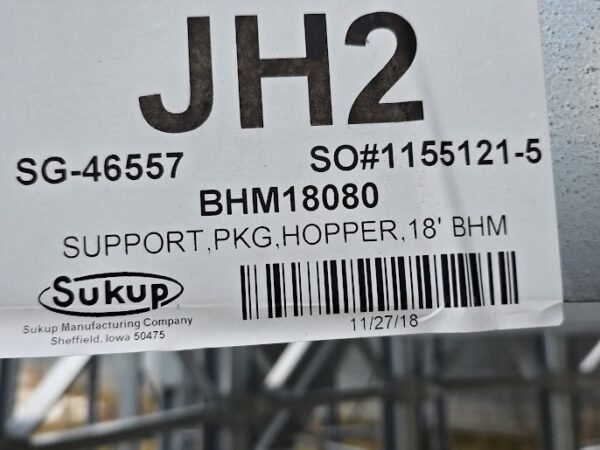 JH2
SG-46557 SO#1155121-5
BHM18080
SUPPORT,PKG,HOPPER,18' BHM
Sukup
Sukup Manufacturing Company
Sheffield. Iowa 50475
11/27/18